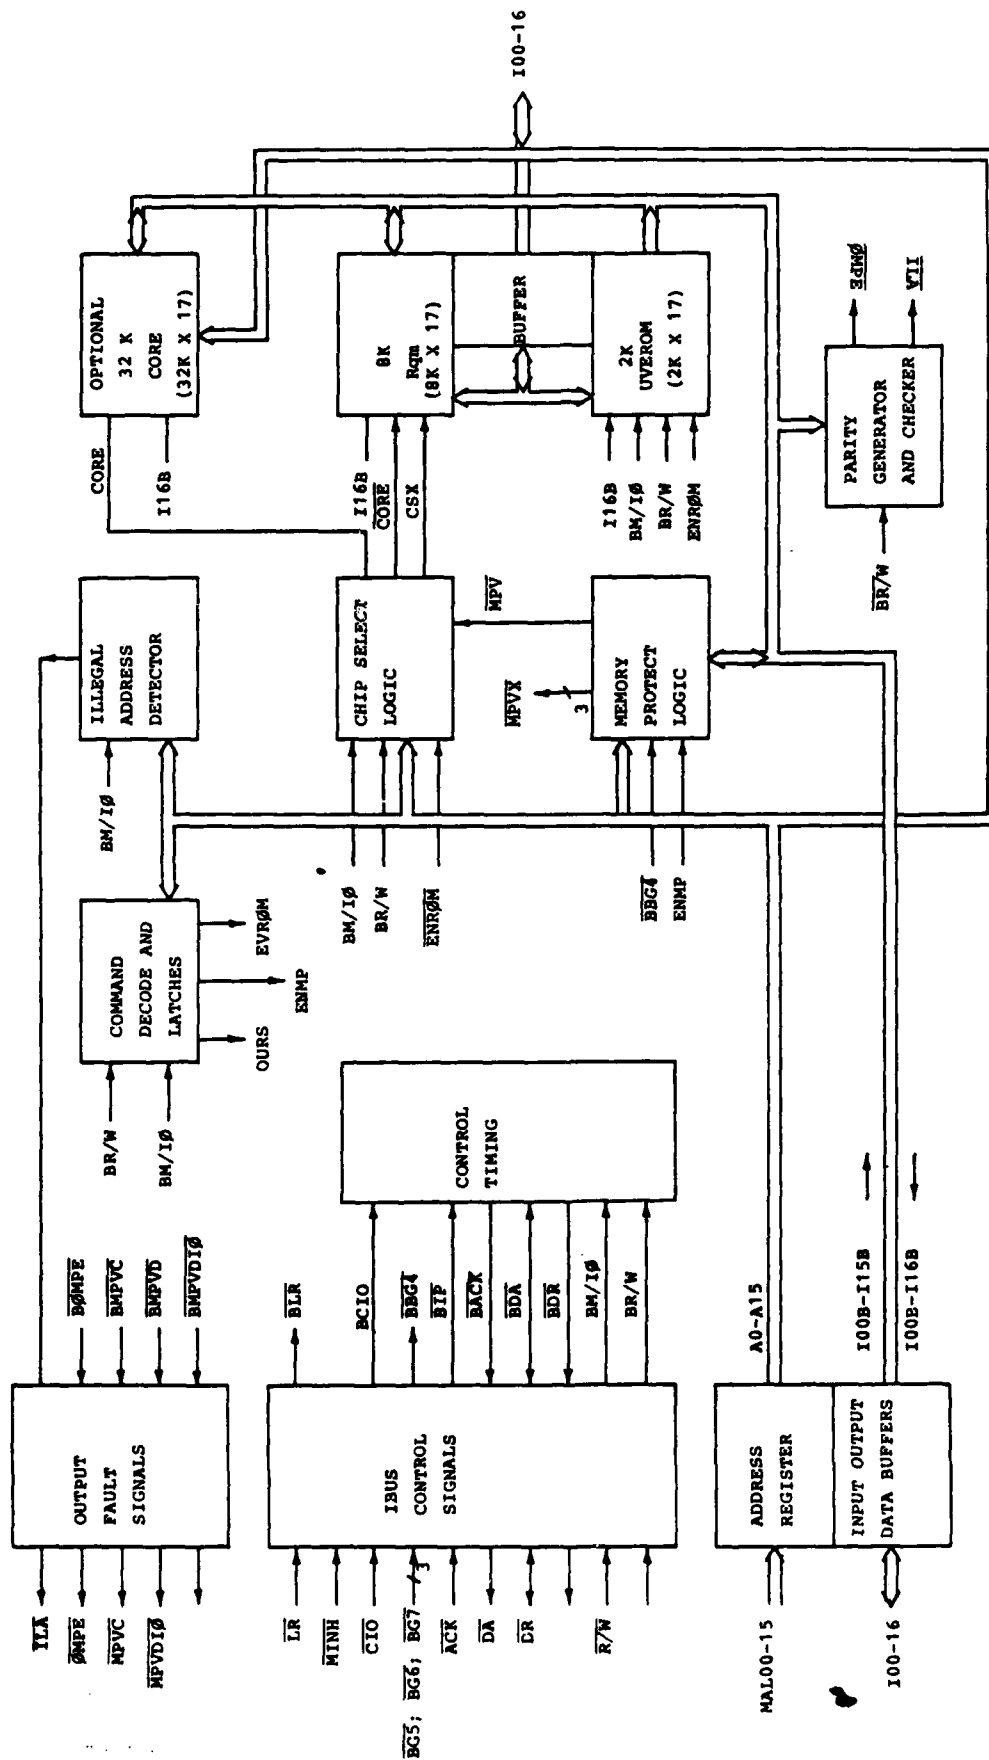 ILA
ØMPE
MPVC
MPVDIØ
OUTPUT
FAULT
SIGNALS
BØMPE
BMPVC
BMPVD
BMPVDIØ
LR
MINH
CIO
BG5; BG6; BG7
3
ACK
DA
DR
R/W
IBUS
CONTROL
SIGNALS
BLR
BCIO
BBG4
BIP
BACK
BDA
BDR
BM/IØ
BR/W
CONTROL
TIMING
MAL00-15
ADDRESS
REGISTER
A0-A15
I00-16
INPUT OUTPUT
DATA BUFFERS
I00B-I15B
I00B-I16B
BR/W
BM/IØ
COMMAND
DECODE AND
LATCHES
OURS
ENMP
EVRØM
BM/IØ
ILLEGAL
ADDRESS
DETECTOR
BM/IØ
BR/W
ENRØM
CHIP SELECT
LOGIC
MPVX
3
MPV
BBG4
ENMP
MEMORY
PROTECT
LOGIC
CORE
I16B
OPTIONAL
32 K
CORE
(32K X 17)
I16B
CORE
CSX
8K
Rqm
(8K X 17)
BUFFER
I00-16
I16B
BM/IØ
BR/W
ENRØM
2K
UVEROM
(2K X 17)
BR/W
PARITY
GENERATOR
AND CHECKER
ØMPE
ILA